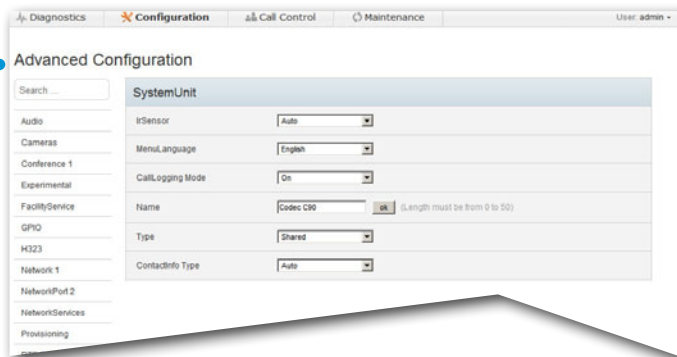 Diagnostics Configuration Call Control Maintenance User: admin
Advanced Configuration
Search ...
SystemUnit
Audio
IrSensor Auto
Cameras
MenuLanguage English
Conference 1
CallLogging Mode On
Experimental
FacilityService
Name Codec C90 ok (Length must be from 0 to 50)
GPIO
Type Shared
H323
Network 1
ContactInfo Type Auto
NetworkPort 2
NetworkServices
Provisioning